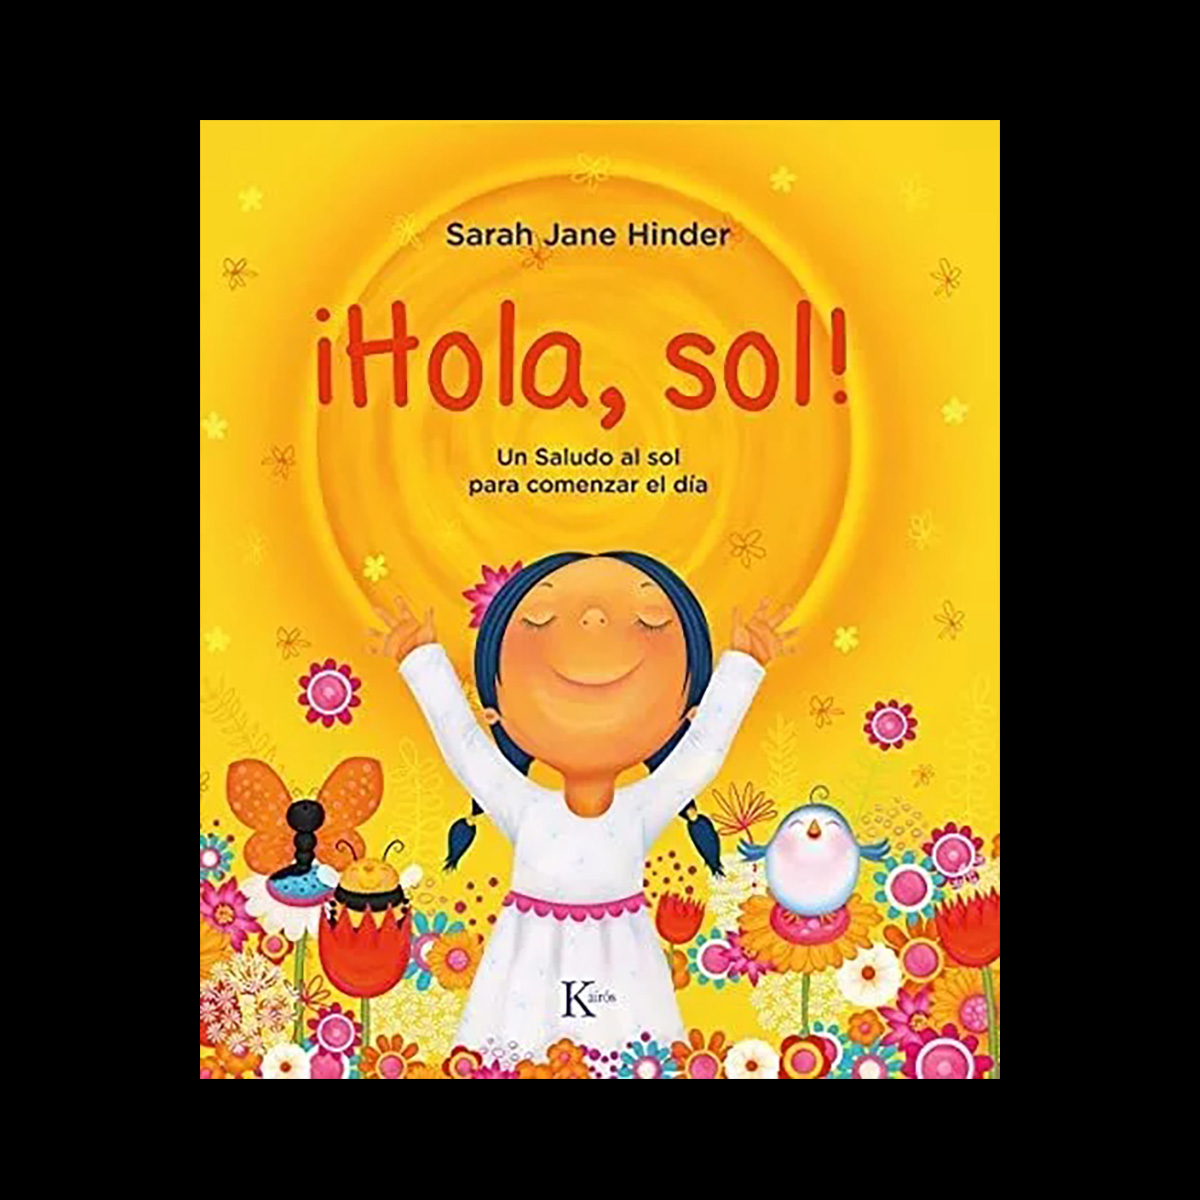 Sarah Jane Hinder
¡Hola, sol!
Un Saludo al sol
para comenzar el día
Kairós